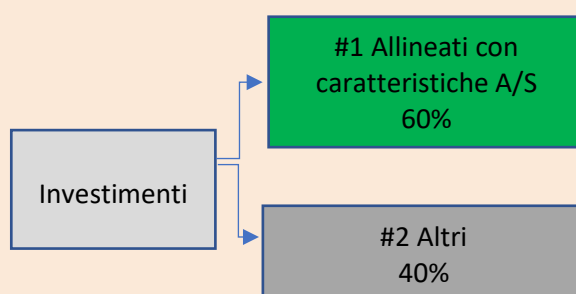 #1 Allineati con
caratteristiche A/S
60%
Investimenti
#2 Altri
40%